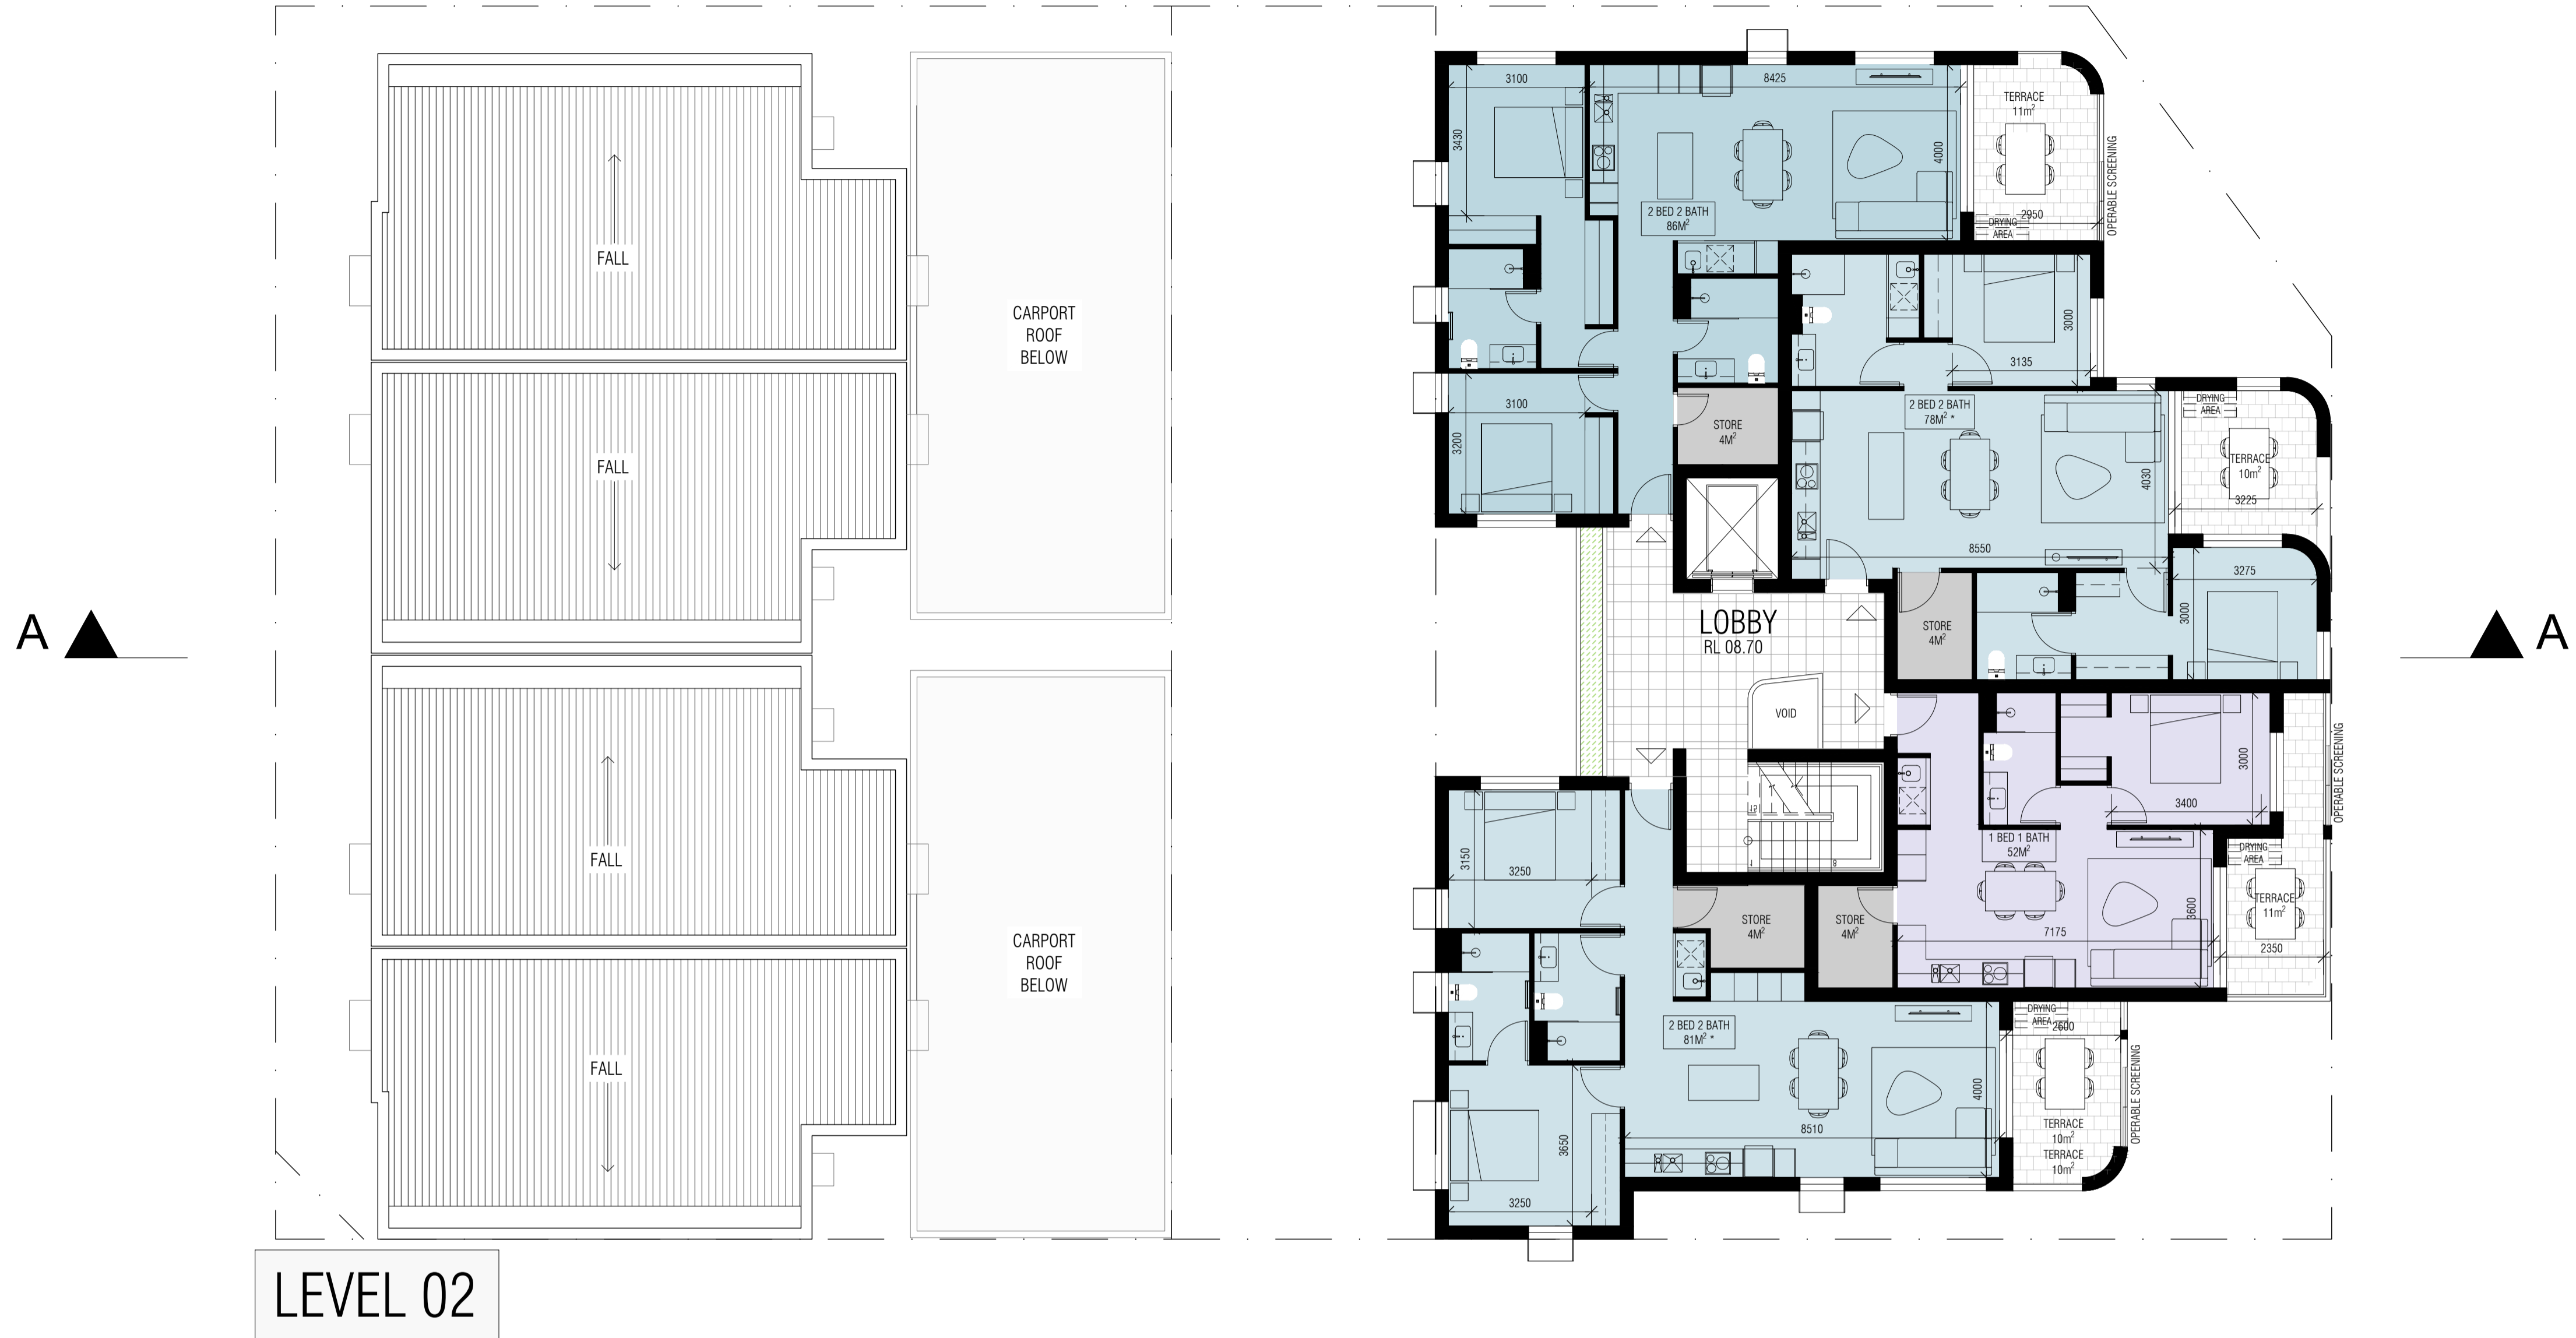 3100
8425
3430
4000
TERRACE
11m²
OPERABLE SCREENING
2950
DRYING
AREA
2 BED 2 BATH
86M²
FALL
CARPORT
ROOF
BELOW
3000
3135
3100
3200
STORE
4M²
2 BED 2 BATH
78M² *
DRYING
AREA
TERRACE
10m²
3225
4030
8550
FALL
3275
3000
STORE
4M²
LOBBY
RL 08.70
A
A
VOID
3000
3400
OPERABLE SCREENING
1 BED 1 BATH
52M²
DRYING
AREA
TERRACE
11m²
2350
3600
7175
3150
3250
FALL
STORE
4M²
STORE
4M²
CARPORT
ROOF
BELOW
2 BED 2 BATH
81M² *
DRYING
AREA
2600
4000
8510
OPERABLE SCREENING
TERRACE
10m²
TERRACE
10m²
FALL
3650
3250
LEVEL 02